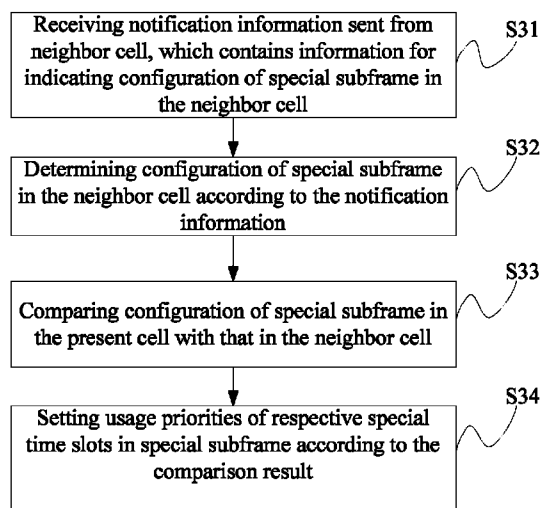 Receiving notification information sent from
neighbor cell, which contains information for
indicating configuration of special subframe in
the neighbor cell
S31
Determining configuration of special subframe
in the neighbor cell according to the notification
information
S32
Comparing configuration of special subframe in
the present cell with that in the neighbor cell
S33
Setting usage priorities of respective special
time slots in special subframe according to the
comparison result
S34